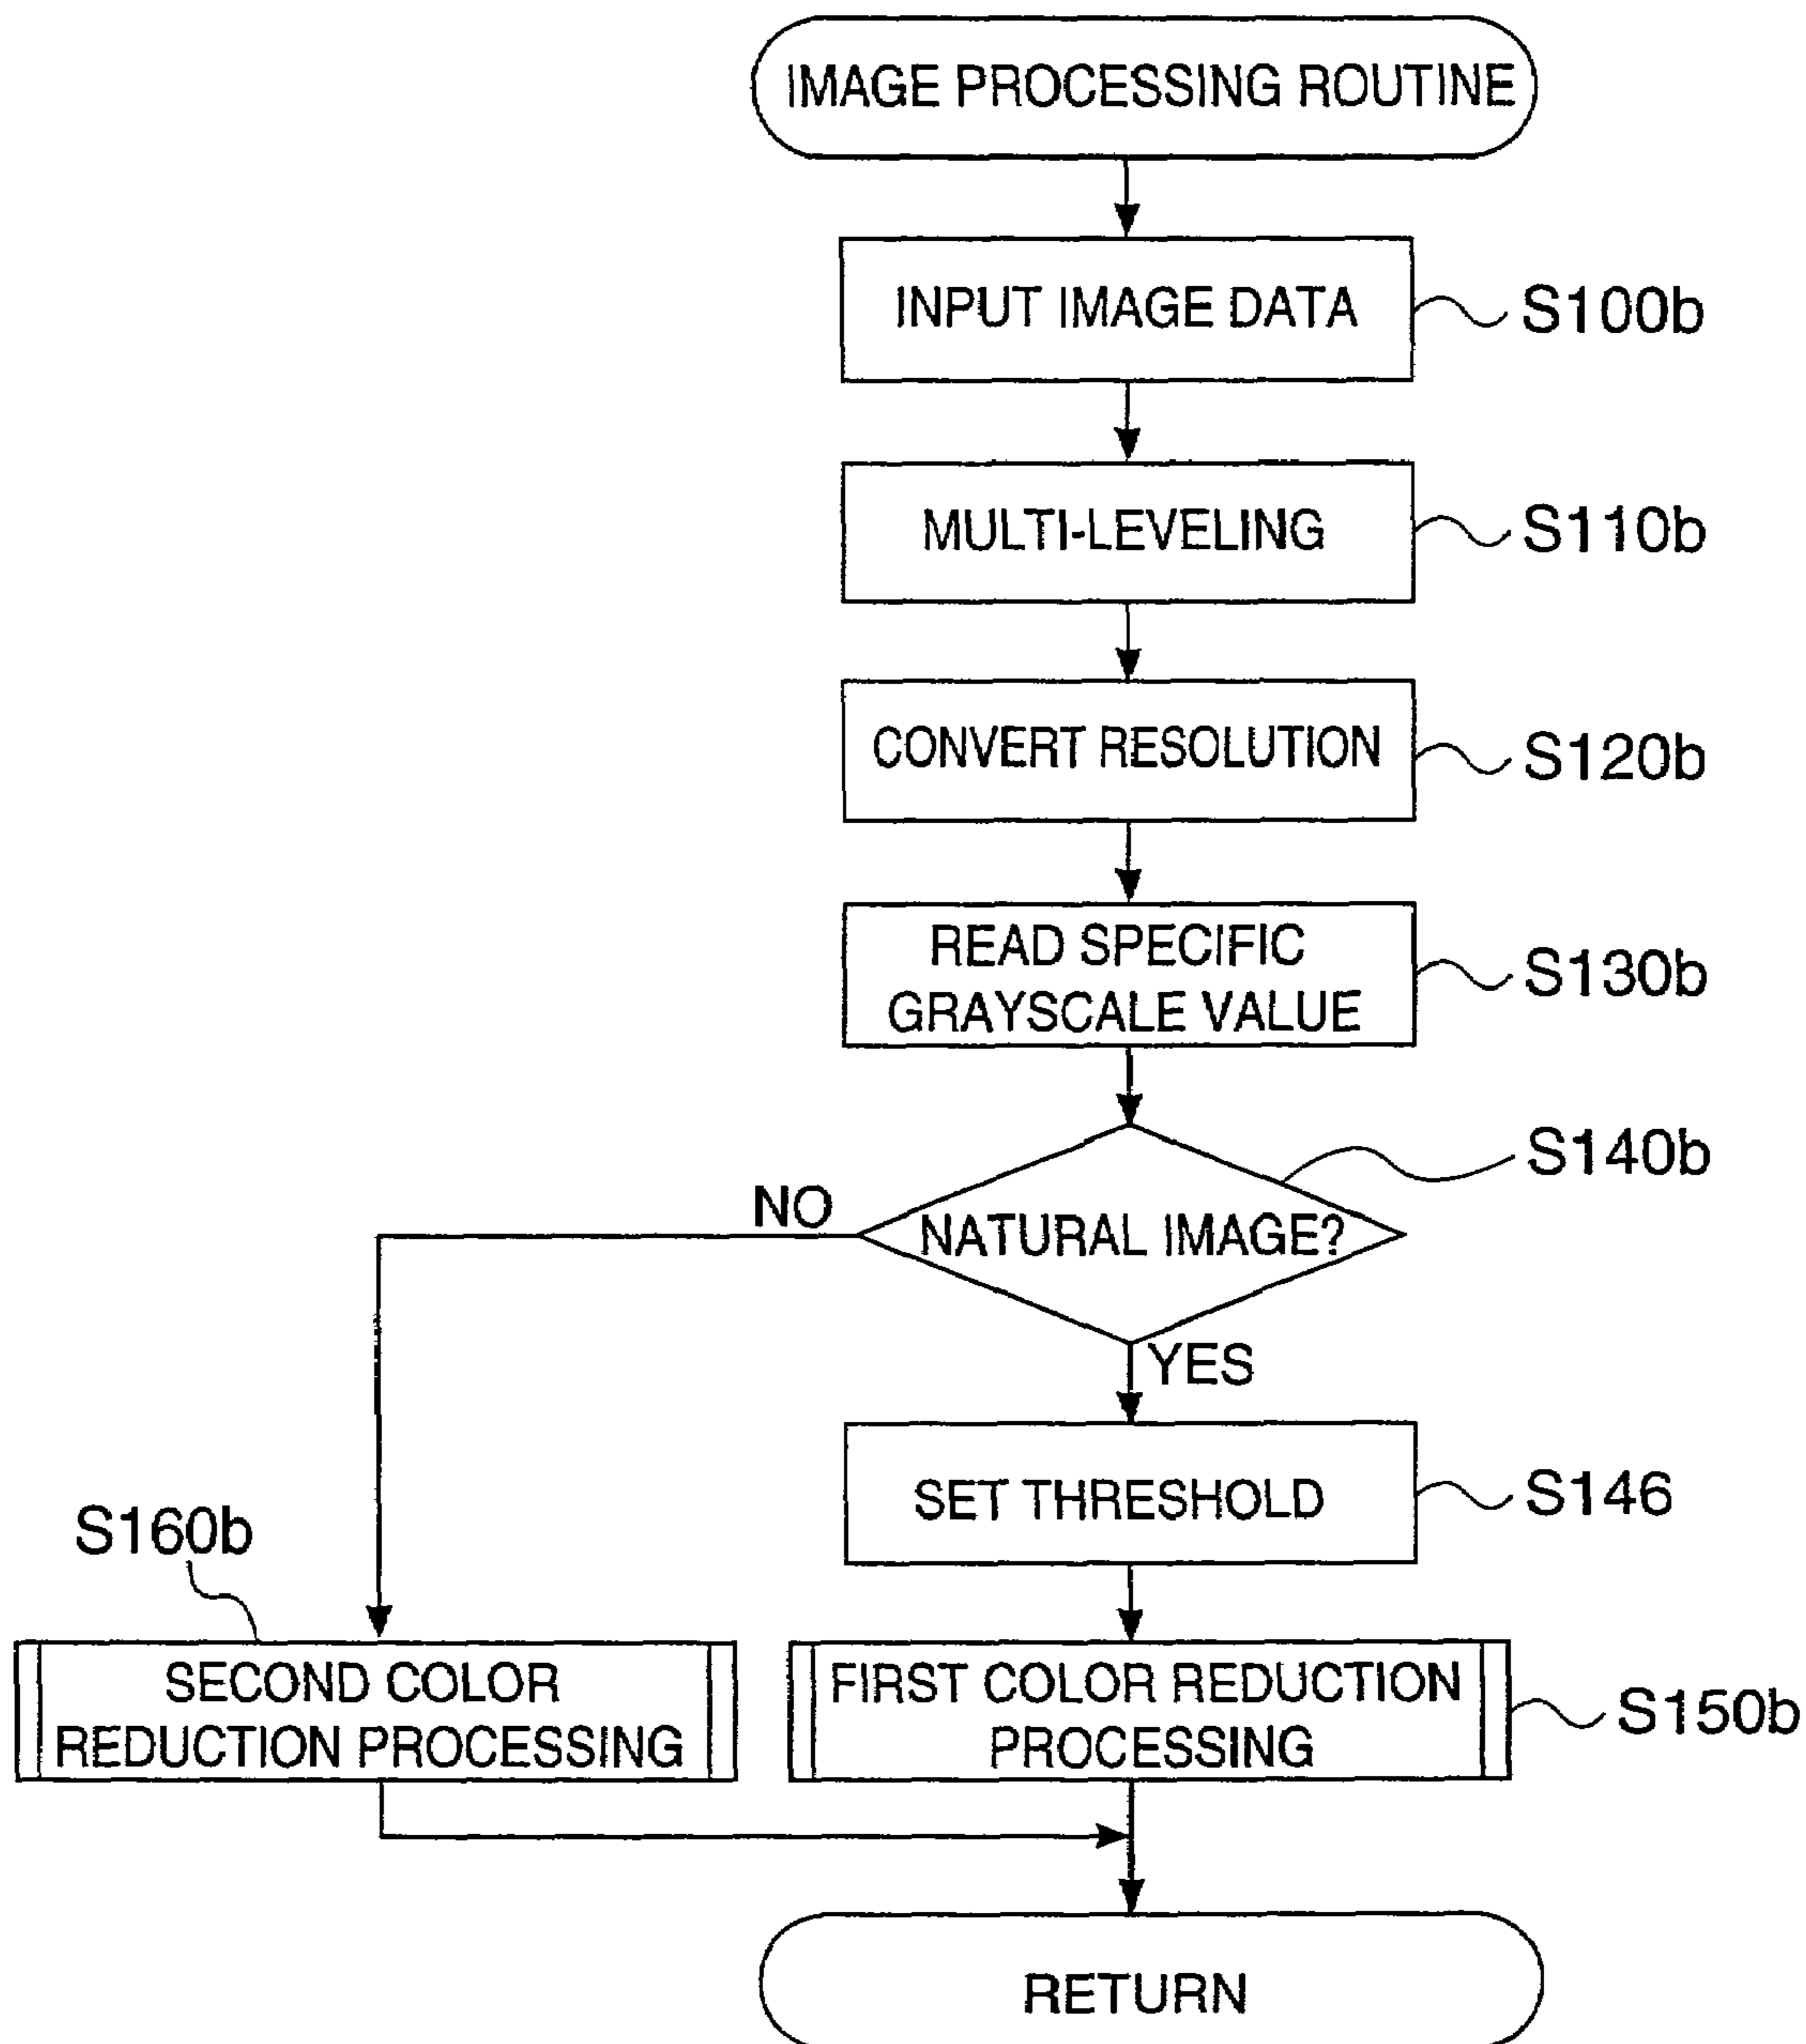 IMAGE PROCESSING ROUTINE
INPUT IMAGE DATA
S100b
MULTI-LEVELING
S110b
CONVERT RESOLUTION
S120b
READ SPECIFIC
GRAYSCALE VALUE
S130b
S140b
NO
NATURAL IMAGE?
YES
SET THRESHOLD
S146
S160b
SECOND COLOR
REDUCTION PROCESSING
FIRST COLOR REDUCTION
PROCESSING
S150b
RETURN